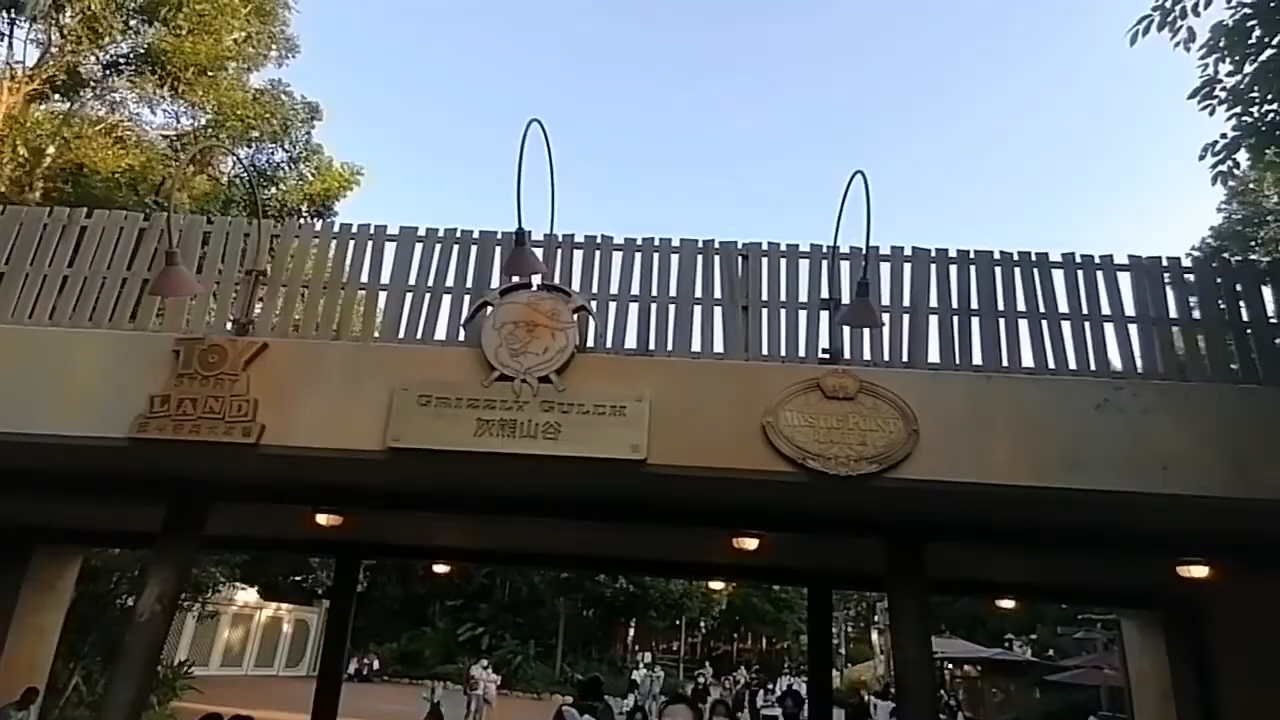 TOY
STORY
LAND
GRIZZLY GULCH
灰熊山谷
MYSTIC POINT